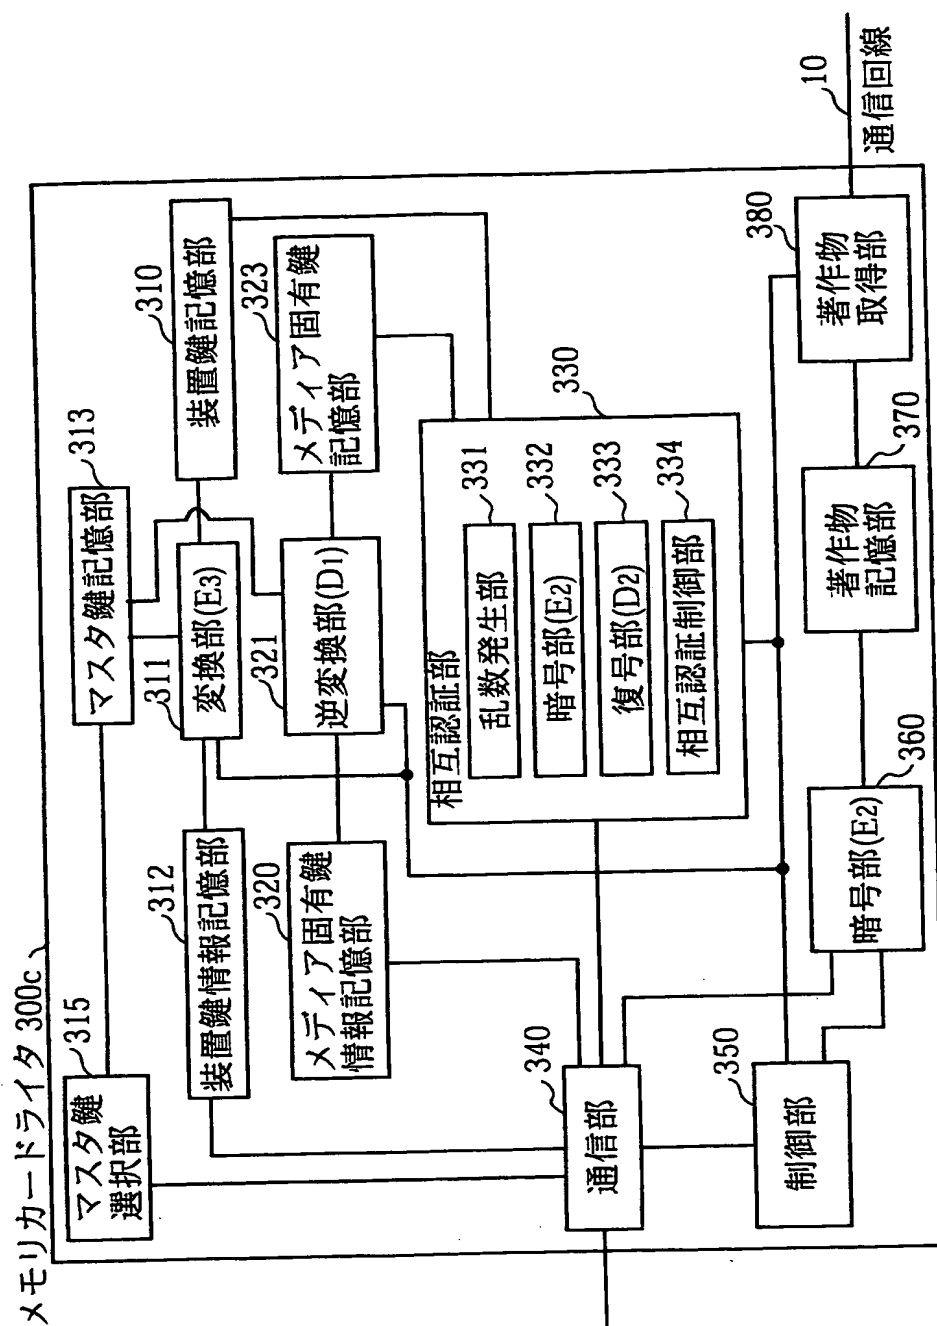 メモリカードライタ 300c
315
マスタ鍵
選択部
313
マスタ鍵記憶部
312
装置鍵情報記憶部
311
変換部(E3)
310
装置鍵記憶部
320
メディア固有鍵
情報記憶部
321
逆変換部(D1)
323
メディア固有鍵
記憶部
330
相互認証部
331
乱数発生部
332
暗号部(E2)
333
復号部(D2)
334
相互認証制御部
340
通信部
350
制御部
360
暗号部(E2)
370
著作物
記憶部
380
著作物
取得部
10
通信回線